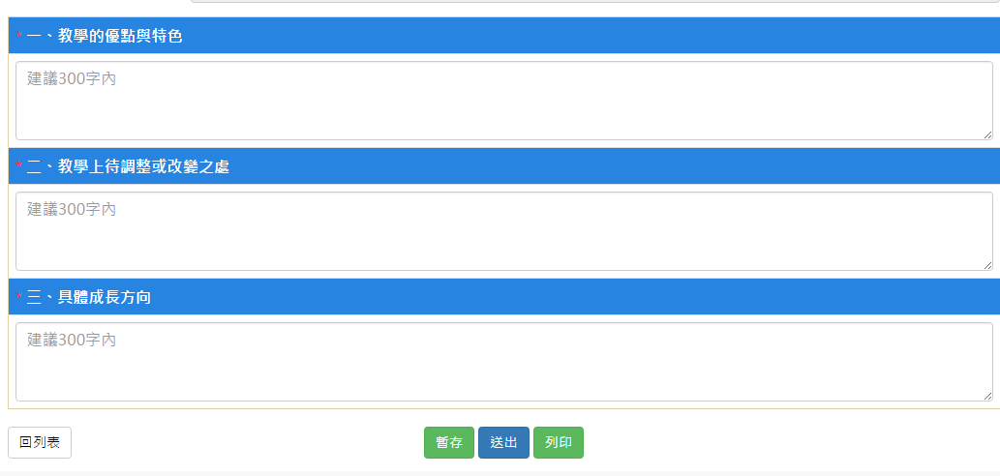 * 一、教學的優點與特色
建議300字內
* 二、教學上待調整或改變之處
建議300字內
* 三、具體成長方向
建議300字內
回列表 暫存 送出 列印